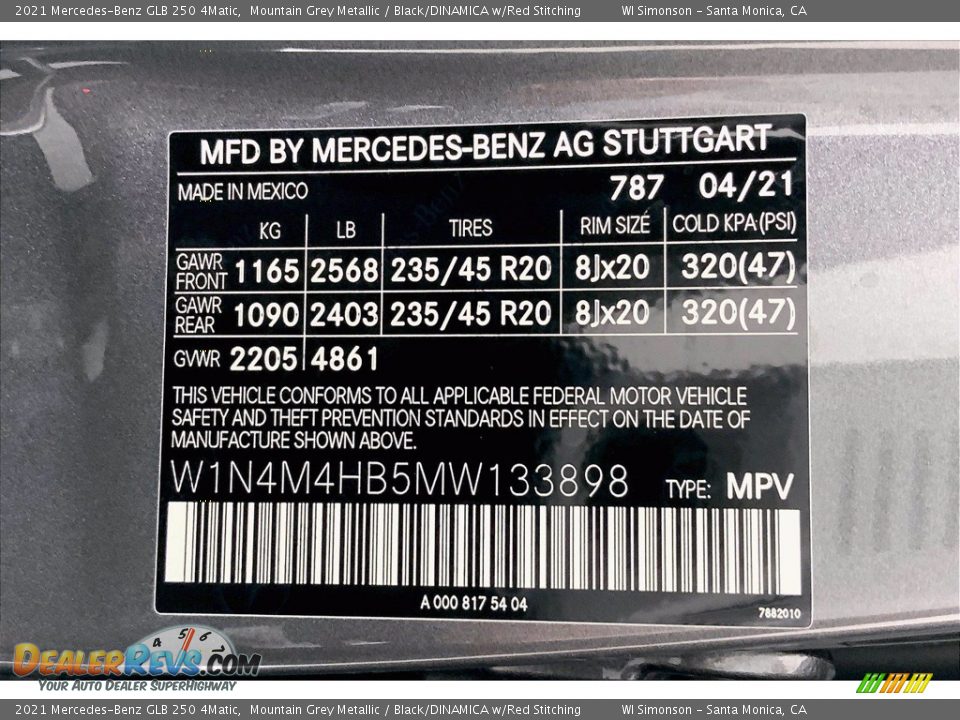 2021 Mercedes-Benz GLB 250 4Matic, Mountain Grey Metallic / Black/DINAMICA w/Red Stitching WI Simonson - Santa Monica, CA
MFD BY MERCEDES-BENZ AG STUTTGART
MADE IN MEXICO 787 04/21
KG LB TIRES RIM SIZE COLD KPA(PSI)
GAWR FRONT 1165 2568 235/45 R20 8Jx20 320(47)
GAWR REAR 1090 2403 235/45 R20 8Jx20 320(47)
GVWR 2205 4861
THIS VEHICLE CONFORMS TO ALL APPLICABLE FEDERAL MOTOR VEHICLE
SAFETY AND THEFT PREVENTION STANDARDS IN EFFECT ON THE DATE OF
MANUFACTURE SHOWN ABOVE.
W1N4M4HB5MW133898 TYPE: MPV
A 000 817 54 04
7882010
4 5 6 7
DEALERREVS.COM
YOUR AUTO DEALER SUPERHIGHWAY
2021 Mercedes-Benz GLB 250 4Matic, Mountain Grey Metallic / Black/DINAMICA w/Red Stitching WI Simonson - Santa Monica, CA